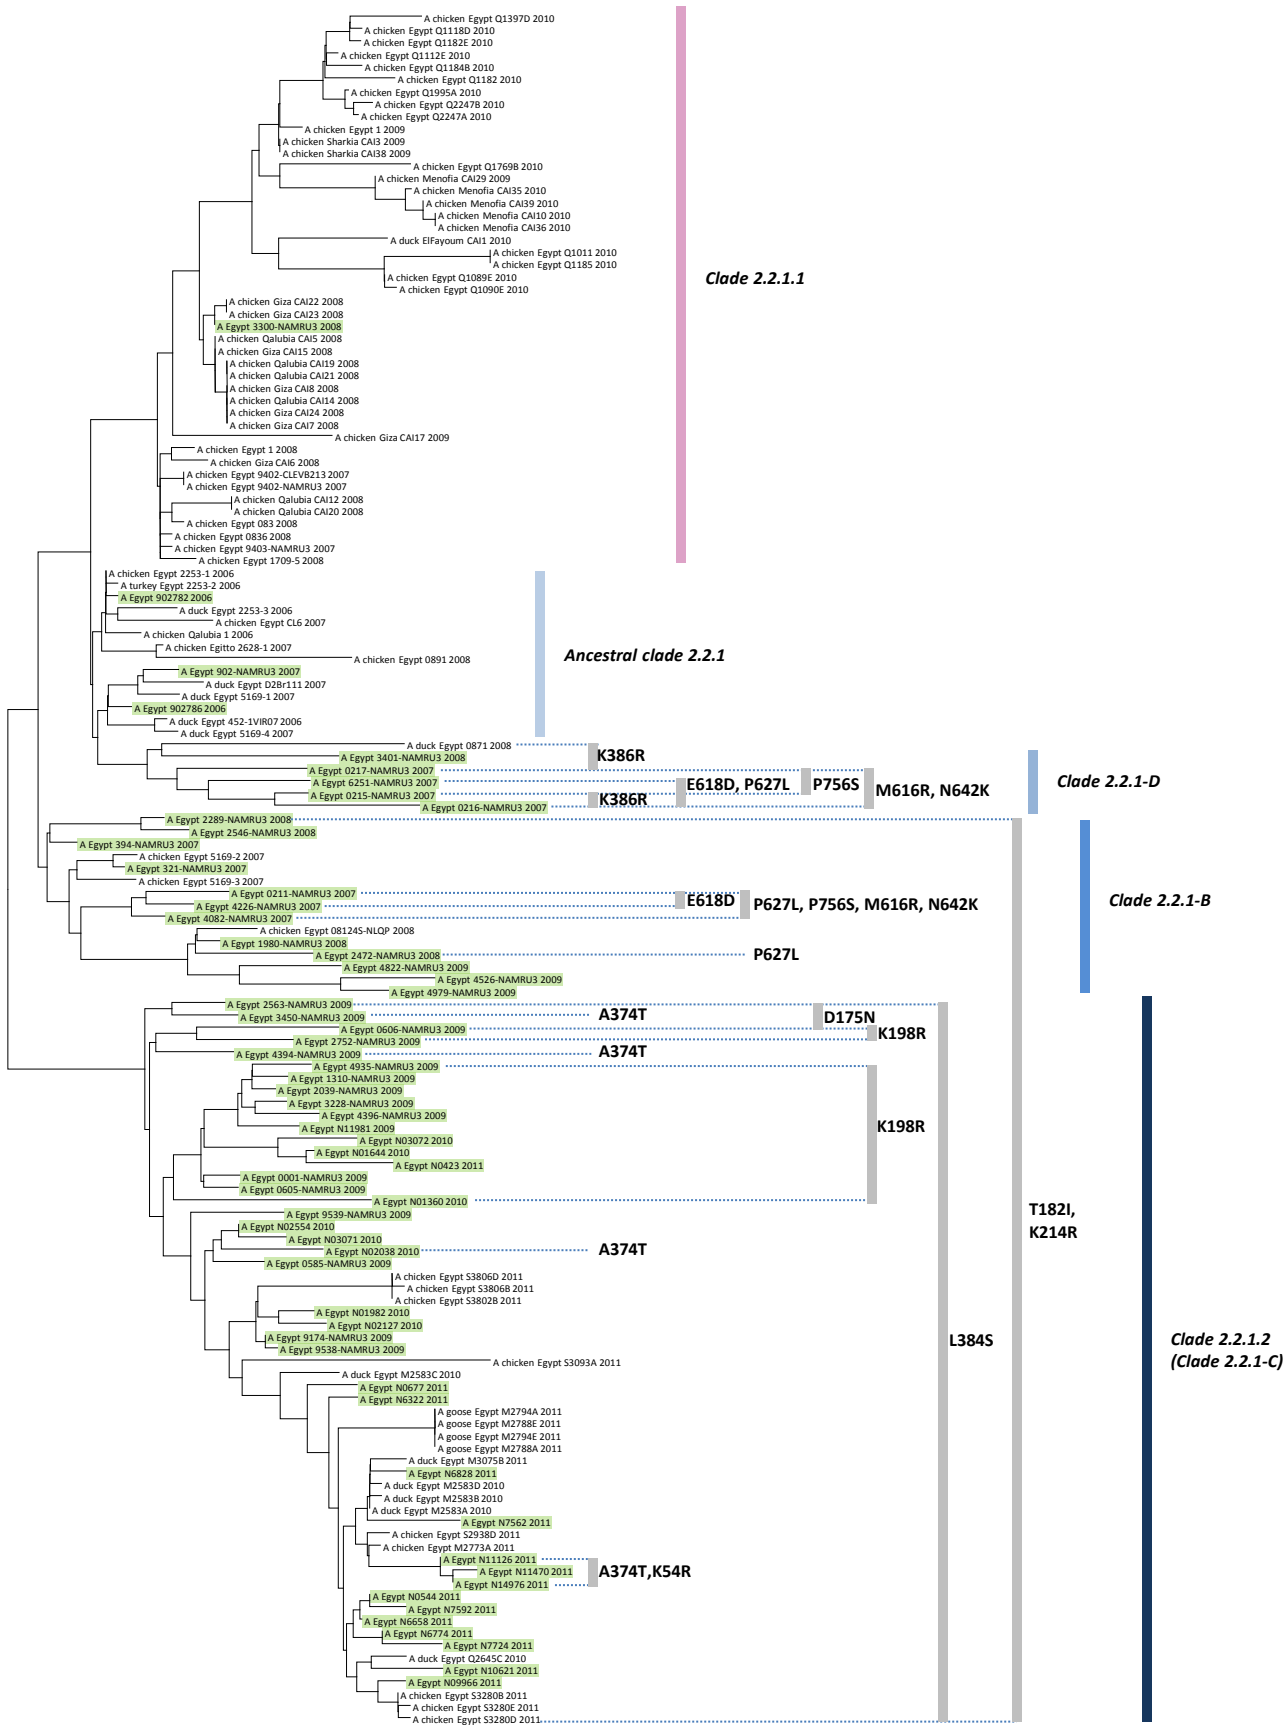 A chicken Egypt Q1397D 2010
A chicken Egypt Q1118D 2010
A chicken Egypt Q1182E 2010
A chicken Egypt Q1112E 2010
A chicken Egypt Q1184B 2010
A chicken Egypt Q1182 2010
A chicken Egypt Q1995A 2010
A chicken Egypt Q2247B 2010
A chicken Egypt Q2247A 2010
A chicken Egypt 1 2009
A chicken Sharkia CAI3 2009
A chicken Sharkia CAI38 2009
A chicken Egypt Q1769B 2010
A chicken Menofia CAI29 2009
A chicken Menofia CAI35 2010
A chicken Menofia CAI39 2010
A chicken Menofia CAI10 2010
A chicken Menofia CAI36 2010
A duck ElFayoum CAI1 2010
A chicken Egypt Q1011 2010
A chicken Egypt Q1185 2010
A chicken Egypt Q1089E 2010
A chicken Egypt Q1090E 2010
Clade 2.2.1.1
A chicken Giza CAI22 2008
A chicken Giza CAI23 2008
A Egypt 3300-NAMRU3 2008
A chicken Qalubia CAI5 2008
A chicken Giza CAI15 2008
A chicken Qalubia CAI19 2008
A chicken Qalubia CAI21 2008
A chicken Giza CAI8 2008
A chicken Qalubia CAI14 2008
A chicken Giza CAI24 2008
A chicken Giza CAI7 2008
A chicken Giza CAI17 2009
A chicken Egypt 1 2008
A chicken Giza CAI6 2008
A chicken Egypt 9402-CLEVB213 2007
A chicken Egypt 9402-NAMRU3 2007
A chicken Qalubia CAI12 2008
A chicken Qalubia CAI20 2008
A chicken Egypt 083 2008
A chicken Egypt 0836 2008
A chicken Egypt 9403-NAMRU3 2007
A chicken Egypt 1709-5 2008
A chicken Egypt 2253-1 2006
A turkey Egypt 2253-2 2006
A Egypt 902782 2006
A duck Egypt 2253-3 2006
A chicken Egypt CL6 2007
A chicken Qalubia 1 2006
A chicken Egitto 2628-1 2007
A chicken Egypt 0891 2008
Ancestral clade 2.2.1
A Egypt 902-NAMRU3 2007
A duck Egypt D2Br111 2007
A duck Egypt 5169-1 2007
A Egypt 902786 2006
A duck Egypt 452-1VIR07 2006
A duck Egypt 5169-4 2007
A duck Egypt 0871 2008
A Egypt 3401-NAMRU3 2008
K386R
A Egypt 0217-NAMRU3 2007
A Egypt 6251-NAMRU3 2007
E618D, P627L
P756S
M616R, N642K
Clade 2.2.1-D
A Egypt 0215-NAMRU3 2007
K386R
A Egypt 0216-NAMRU3 2007
A Egypt 2289-NAMRU3 2008
A Egypt 2546-NAMRU3 2008
A Egypt 394-NAMRU3 2007
A chicken Egypt 5169-2 2007
A Egypt 321-NAMRU3 2007
A chicken Egypt 5169-3 2007
A Egypt 0211-NAMRU3 2007
E618D
A Egypt 4226-NAMRU3 2007
P627L, P756S, M616R, N642K
Clade 2.2.1-B
A Egypt 4082-NAMRU3 2007
A chicken Egypt 08124S-NLQP 2008
A Egypt 1980-NAMRU3 2008
A Egypt 2472-NAMRU3 2008
P627L
A Egypt 4822-NAMRU3 2009
A Egypt 4526-NAMRU3 2009
A Egypt 4979-NAMRU3 2009
A Egypt 2563-NAMRU3 2009
A Egypt 3450-NAMRU3 2009
A374T
D175N
A Egypt 0606-NAMRU3 2009
K198R
A Egypt 2752-NAMRU3 2009
A Egypt 4394-NAMRU3 2009
A374T
A Egypt 4935-NAMRU3 2009
A Egypt 1310-NAMRU3 2009
A Egypt 2039-NAMRU3 2009
A Egypt 3228-NAMRU3 2009
A Egypt 4396-NAMRU3 2009
A Egypt N11981 2009
K198R
A Egypt N03072 2010
A Egypt N01644 2010
A Egypt N0423 2011
A Egypt 0001-NAMRU3 2009
A Egypt 0605-NAMRU3 2009
A Egypt N01360 2010
T182I,
K214R
A Egypt 9539-NAMRU3 2009
A Egypt N02554 2010
A Egypt N03071 2010
A Egypt N02038 2010
A374T
A Egypt 0585-NAMRU3 2009
A chicken Egypt S3806D 2011
A chicken Egypt S3806B 2011
A chicken Egypt S3802B 2011
A Egypt N01982 2010
A Egypt N02127 2010
A Egypt 9174-NAMRU3 2009
A Egypt 9538-NAMRU3 2009
L384S
Clade 2.2.1.2
(Clade 2.2.1-C)
A chicken Egypt S3093A 2011
A duck Egypt M2583C 2010
A Egypt N0677 2011
A Egypt N6322 2011
A goose Egypt M2794A 2011
A goose Egypt M2788E 2011
A goose Egypt M2794E 2011
A goose Egypt M2788A 2011
A duck Egypt M3075B 2011
A Egypt N6828 2011
A duck Egypt M2583D 2010
A duck Egypt M2583B 2010
A duck Egypt M2583A 2010
A Egypt N7562 2011
A chicken Egypt S2938D 2011
A chicken Egypt M2773A 2011
A Egypt N11126 2011
A Egypt N11470 2011
A374T,K54R
A Egypt N14976 2011
A Egypt N0544 2011
A Egypt N7592 2011
A Egypt N6658 2011
A Egypt N6774 2011
A Egypt N7724 2011
A duck Egypt Q2645C 2010
A Egypt N10621 2011
A Egypt N09966 2011
A chicken Egypt S3280B 2011
A chicken Egypt S3280E 2011
A chicken Egypt S3280D 2011